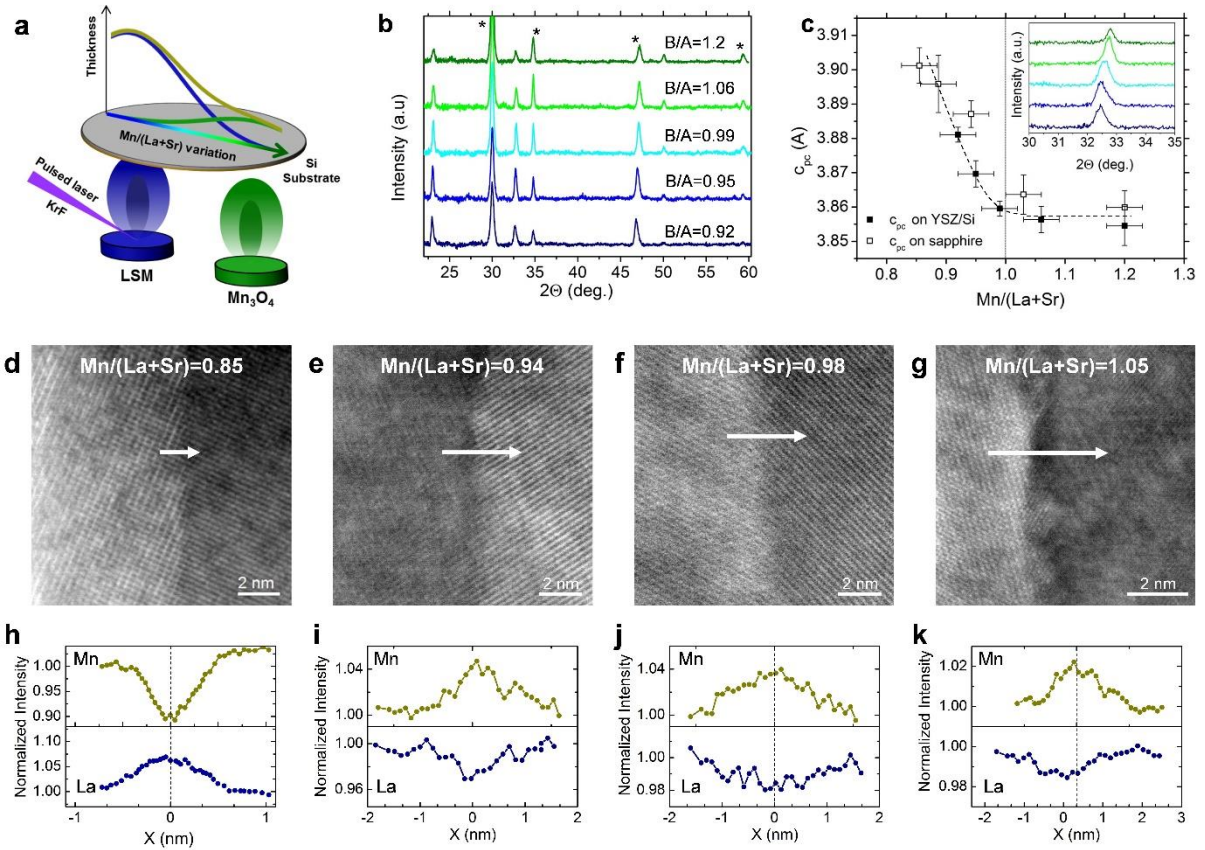 a
Thickness
Mn/(La+Sr) variation
Si
Substrate
Pulsed laser
KrF
LSM
Mn3O4
b
Intensity (a.u)
* * * *
B/A=1.2
B/A=1.06
B/A=0.99
B/A=0.95
B/A=0.92
25 30 35 40 45 50 55 60
2Θ (deg.)
c
cpc (A)
3.91
3.90
3.89
3.88
3.87
3.86
3.85
Intensity (a.u.)
30 31 32 33 34 35
2Θ (deg.)
cpc on YSZ/Si
cpc on sapphire
0.8 0.9 1.0 1.1 1.2 1.3
Mn/(La+Sr)
d
Mn/(La+Sr)=0.85
2 nm
e
Mn/(La+Sr)=0.94
2 nm
f
Mn/(La+Sr)=0.98
2 nm
g
Mn/(La+Sr)=1.05
2 nm
h
Normalized Intensity
Mn
1.00
0.95
0.90
1.10
1.05
1.00
La
0 1
X (nm)
i
Normalized Intensity
Mn
1.04
1.00
1.00
0.96
La
-2 -1 0 1 2
X (nm)
j
Normalized Intensity
Mn
1.04
1.00
1.00
0.98
La
-2 -1 0 1 2
X (nm)
k
Normalized Intensity
Mn
1.02
1.00
1.00
0.98
La
-2 -1 0 1 2 3
X (nm)